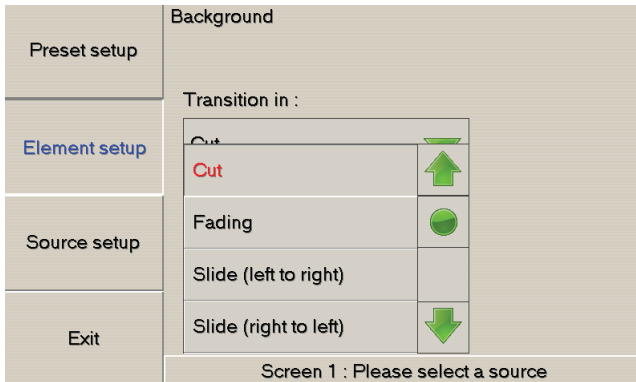 Background
Preset setup
Transition in :
Cut
Element setup
Cut
Fading
Source setup
Slide (left to right)
Slide (right to left)
Exit
Screen 1 : Please select a source